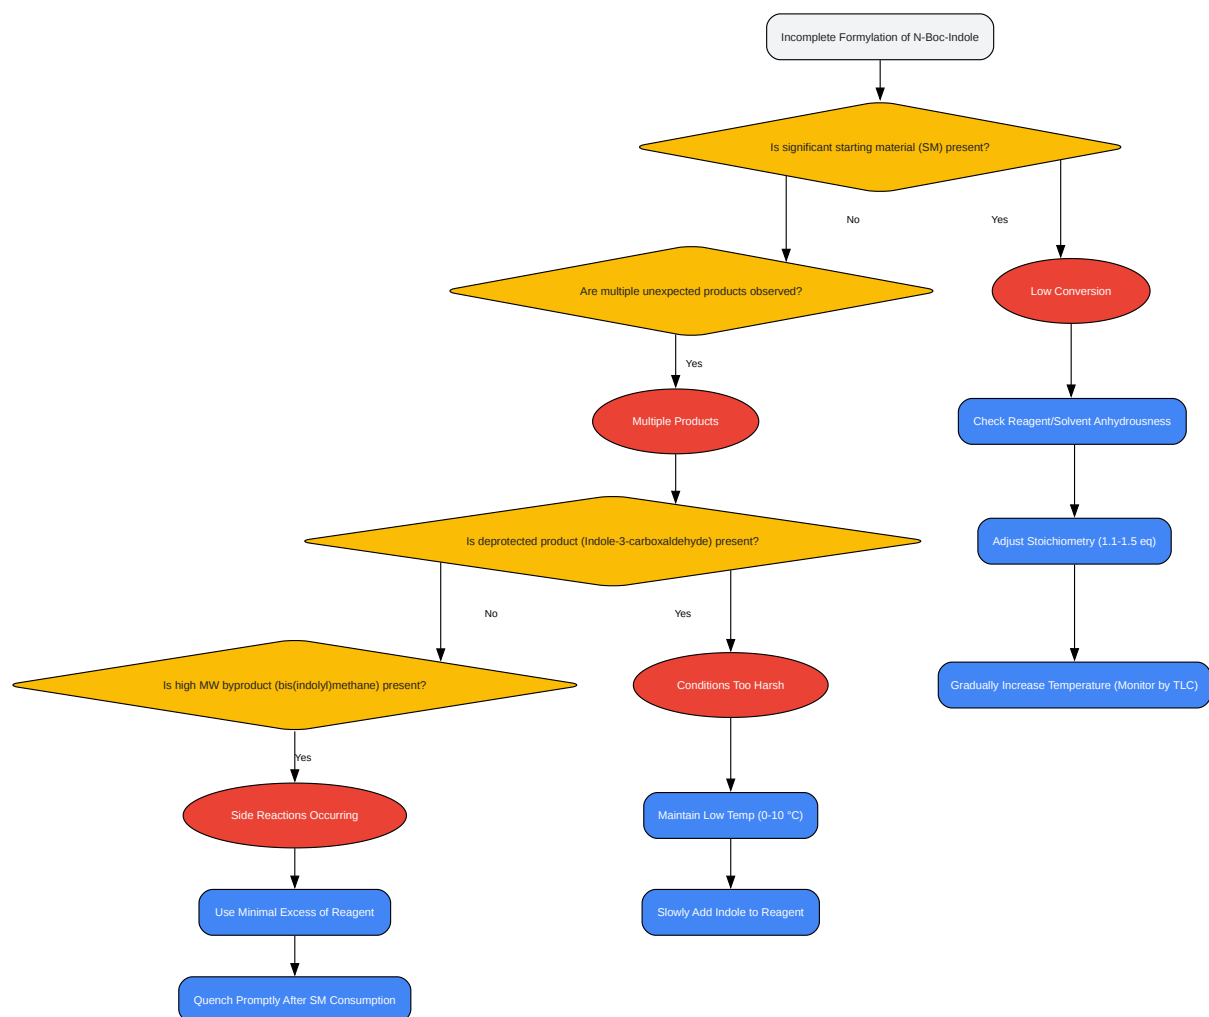 Incomplete Formylation of N-Boc-Indole
Is significant starting material (SM) present?
No
Yes
Are multiple unexpected products observed?
Low Conversion
Yes
Multiple Products
Check Reagent/Solvent Anhydrousness
Is deprotected product (Indole-3-carboxaldehyde) present?
Adjust Stoichiometry (1.1-1.5 eq)
No
Yes
Is high MW byproduct (bis(indolyl)methane) present?
Conditions Too Harsh
Gradually Increase Temperature (Monitor by TLC)
Yes
Side Reactions Occurring
Maintain Low Temp (0-10 °C)
Use Minimal Excess of Reagent
Slowly Add Indole to Reagent
Quench Promptly After SM Consumption